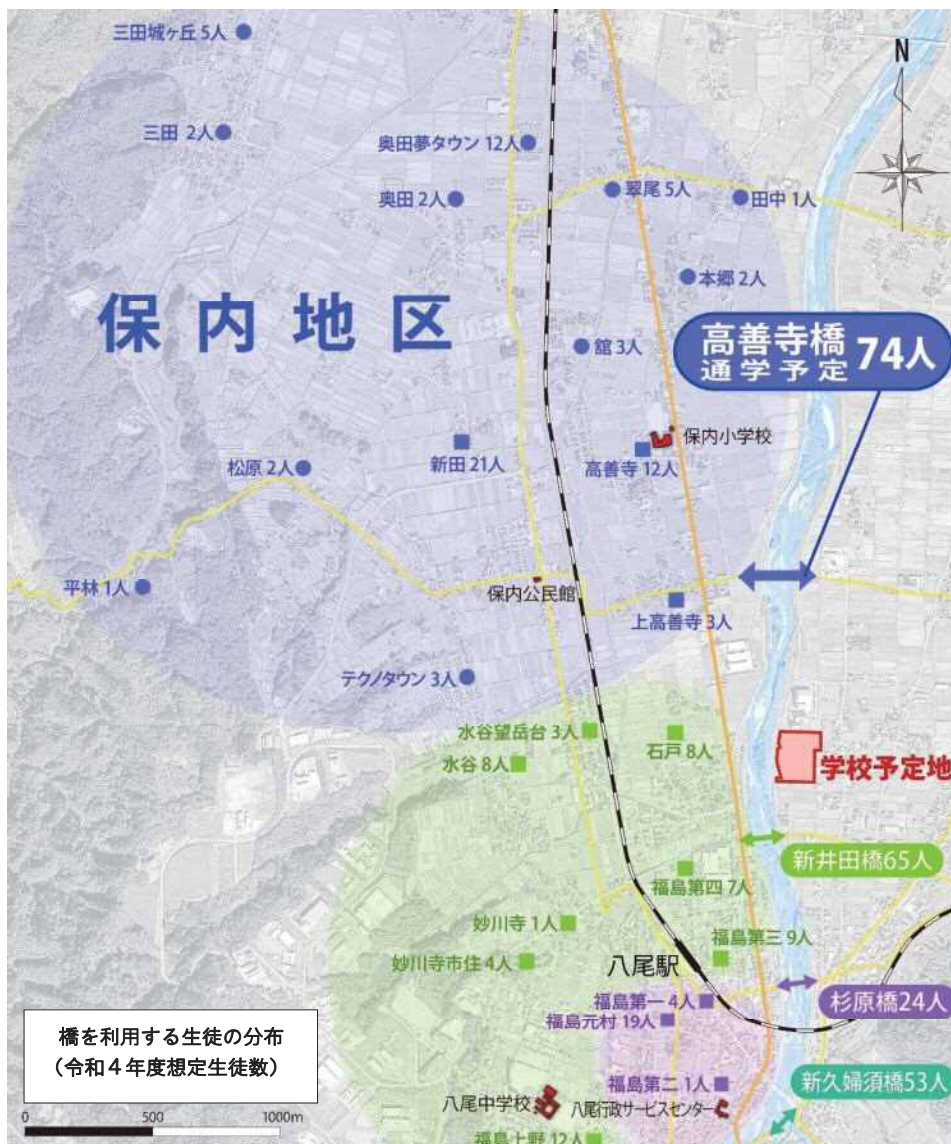 三田城ヶ丘 5人
N
三田 2人
奥田夢タウン 12人
奥田 2人
翠尾 5人
田中 1人
本郷 2人
保内地区
高善寺橋
通学予定 74人
舘 3人
保内小学校
新田 21人
高善寺 12人
松原 2人
平林 1人
保内公民館
上高善寺 3人
テクノタウン 3人
水谷望岳台 3人
石戸 8人
水谷 8人
学校予定地
新井田橋65人
福島第四 7人
妙川寺 1人
福島第三 9人
妙川寺市住 4人
八尾駅
福島第一 4人
杉原橋24人
福島元村 19人
橋を利用する生徒の分布
(令和4年度想定生徒数)
福島第二 1人
新久婦須橋53人
八尾中学校
八尾行政サービスセンター
0 500 1000m
福島上野 12人